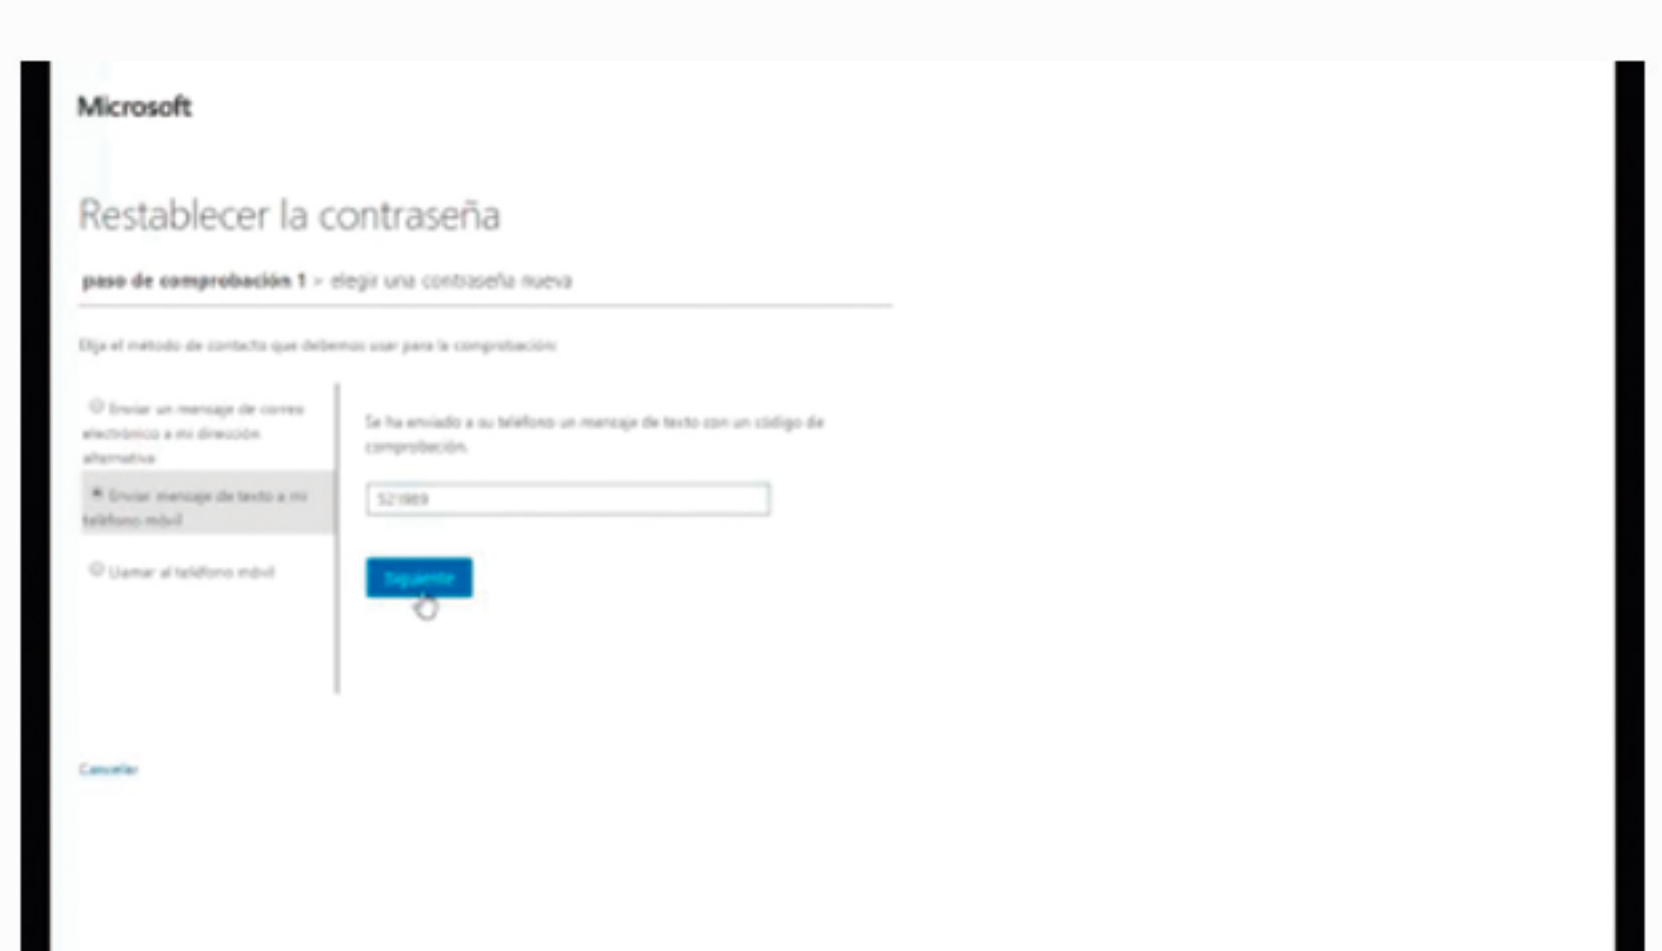 Microsoft
Restablecer la contraseña
paso de comprobación 1 > elegir una contraseña nueva
Elija el método de contacto que debemos usar para la comprobación:
Enviar un mensaje de correo
electrónico a mi dirección
alternativa
Enviar mensaje de texto a mi
teléfono móvil
Llamar al teléfono móvil
Se ha enviado a su teléfono un mensaje de texto con un código de
comprobación.
Siguiente
Cancelar